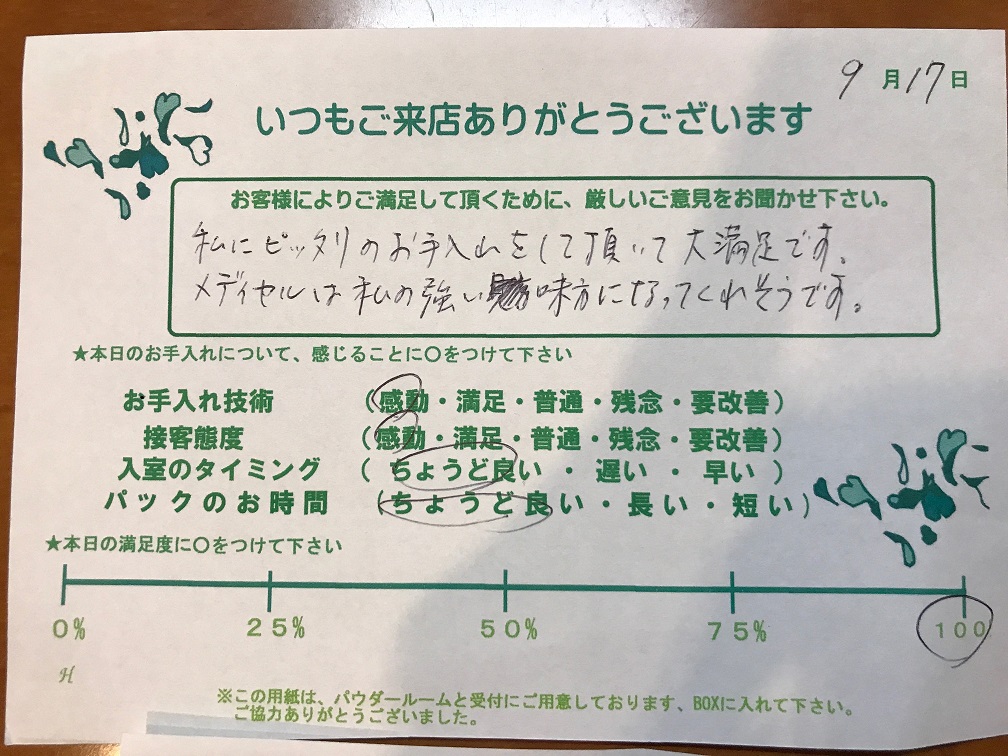 9月17日
いつもご来店ありがとうございます
お客様によりご満足して頂くために、厳しいご意見をお聞かせ下さい。
私にピッタリのお手入れをして頂いて大満足です。
メディセルは私の強い味方になってくれそうです。
★本日のお手入れについて、感じることに〇をつけて下さい
お手入れ技術 (感動・満足・普通・残念・要改善)
接客態度 (感動・満足・普通・残念・要改善)
入室のタイミング (ちょうど良い・遅い・早い)
パックのお時間 (ちょうど良い・長い・短い)
★本日の満足度に〇をつけて下さい
0% 25% 50% 75% 100
H
※この用紙は、パウダールームと受付にご用意しております、BOXに入れて下さい。
ご協力ありがとうございました。